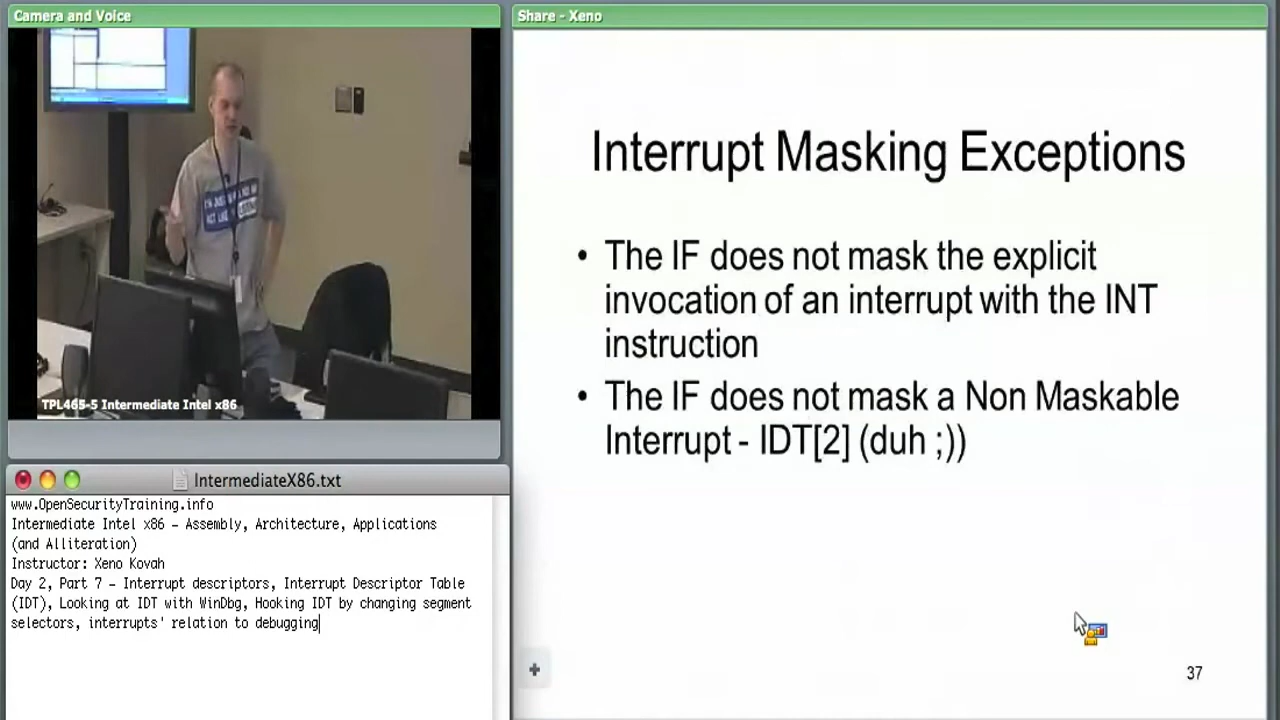 Camera and Voice
TPL465-5 Intermediate Intel x86
IntermediateX86.txt
www.OpenSecurityTraining.info
Intermediate Intel x86 – Assembly, Architecture, Applications
(and Alliteration)
Instructor: Xeno Kovah
Day 2, Part 7 – Interrupt descriptors, Interrupt Descriptor Table
(IDT), Looking at IDT with WinDbg, Hooking IDT by changing segment
selectors, interrupts' relation to debugging
Share - Xeno
Interrupt Masking Exceptions
• The IF does not mask the explicit
invocation of an interrupt with the INT
instruction
• The IF does not mask a Non Maskable
Interrupt - IDT[2] (duh ;))
37